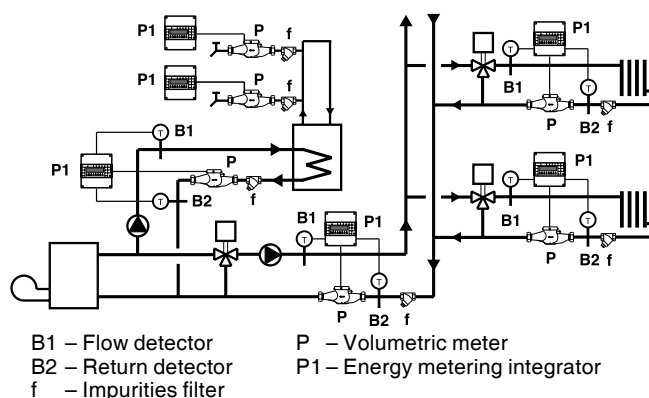 P1 P f
P1 P f
B1
P1 P
f
B2
B1 P1
P B2 f
P1
B1
P B2 f
P1
B1
P B2 f
T
T
T
T
T
T
T
T
B1 – Flow detector
B2 – Return detector
f – Impurities filter
P – Volumetric meter
P1 – Energy metering integrator